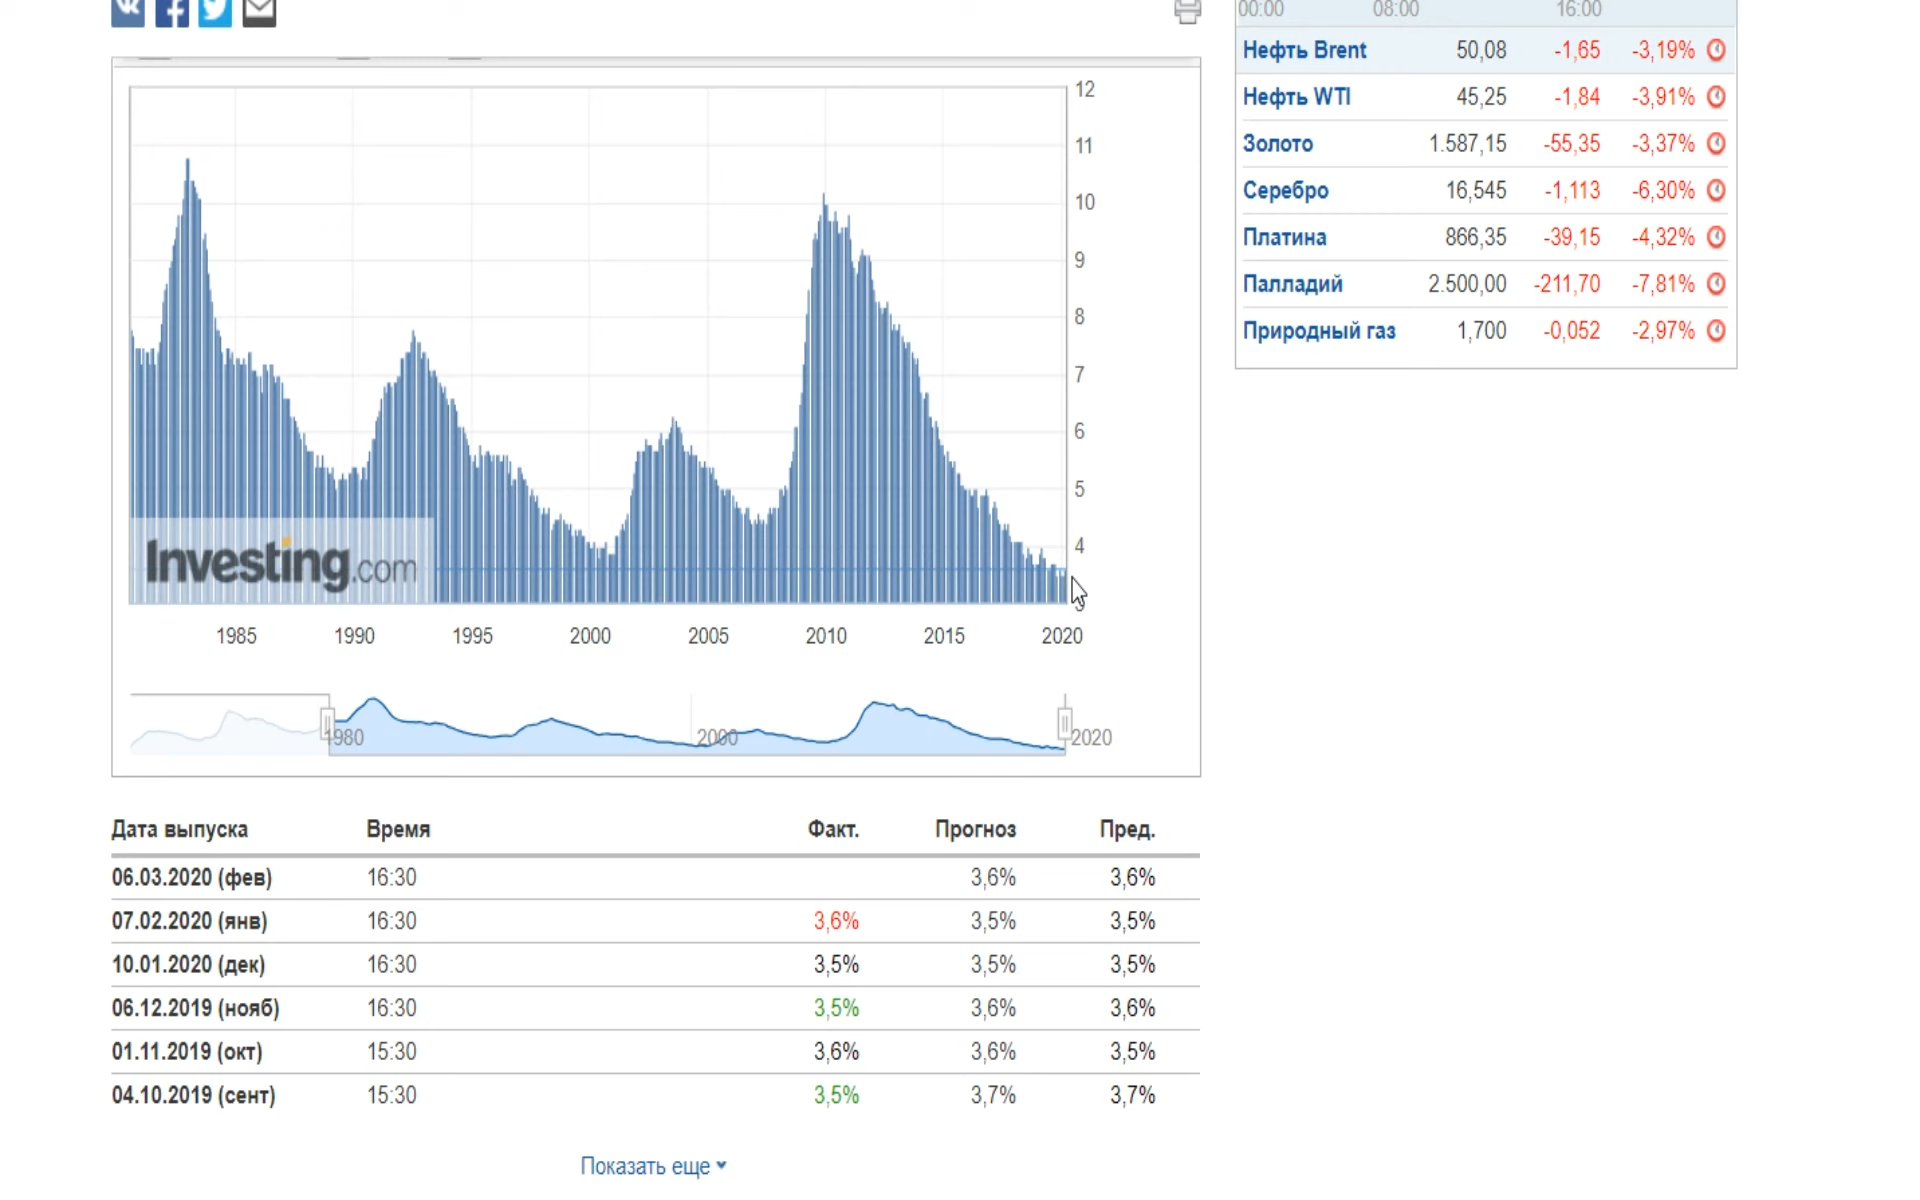 00:00 08:00 16:00
Нефть Brent 50,08 -1,65 -3,19%
Нефть WTI 45,25 -1,84 -3,91%
Золото 1.587,15 -55,35 -3,37%
Серебро 16,545 -1,113 -6,30%
Платина 866,35 -39,15 -4,32%
Палладий 2.500,00 -211,70 -7,81%
Природный газ 1,700 -0,052 -2,97%
12
11
10
9
8
7
6
5
4
3
Investing.com
1985 1990 1995 2000 2005 2010 2015 2020
1980 2000 2020
Дата выпуска Время Факт. Прогноз Пред.
06.03.2020 (фев) 16:30 3,6% 3,6%
07.02.2020 (янв) 16:30 3,6% 3,5% 3,5%
10.01.2020 (дек) 16:30 3,5% 3,5% 3,5%
06.12.2019 (нояб) 16:30 3,5% 3,6% 3,6%
01.11.2019 (окт) 15:30 3,6% 3,6% 3,5%
04.10.2019 (сент) 15:30 3,5% 3,7% 3,7%
Показать еще